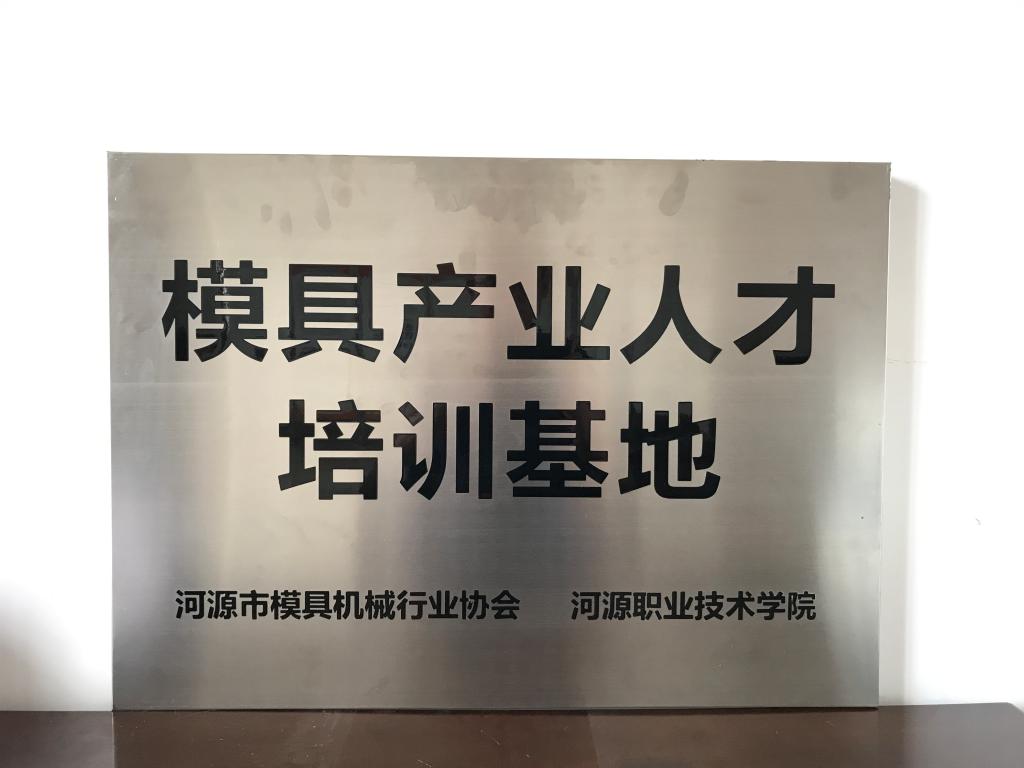 模具产业人才
培训基地
河源市模具机械行业协会 河源职业技术学院